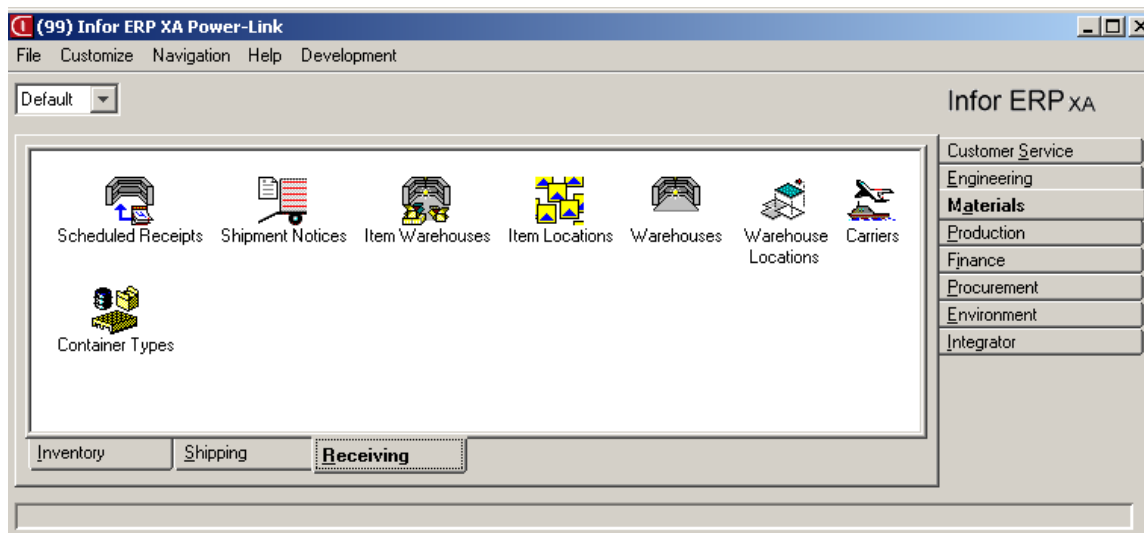 (99) Infor ERP XA Power-Link
File Customize Navigation Help Development
Default
Infor ERP XA
Customer Service
Engineering
Materials
Production
Finance
Procurement
Environment
Integrator
Scheduled Receipts Shipment Notices Item Warehouses Item Locations Warehouses Warehouse Carriers
Locations
Container Types
Inventory Shipping Receiving